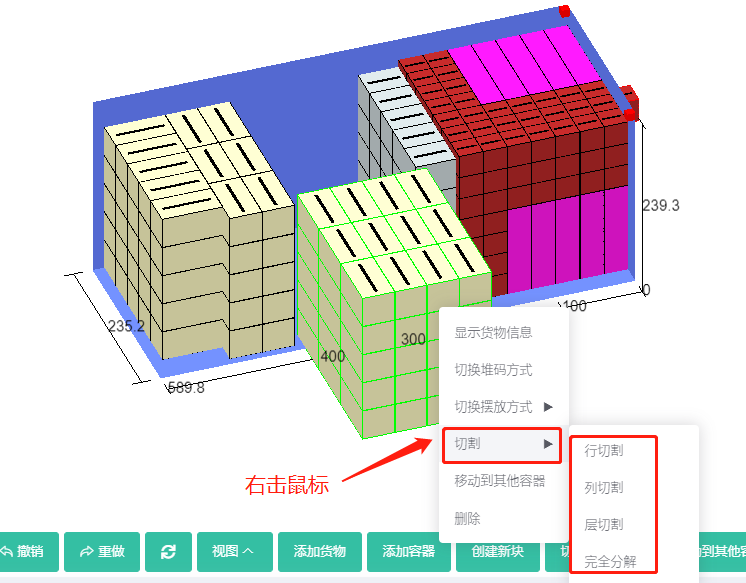 239.3
0
100
300
400
235.2
589.8
显示货物信息
切换堆码方式
切换摆放方式
切割
移动到其他容器
删除
行切割
列切割
层切割
完全分解
右击鼠标
撤销
重做
视图
添加货物
添加容器
创建新块
切
动到其他容